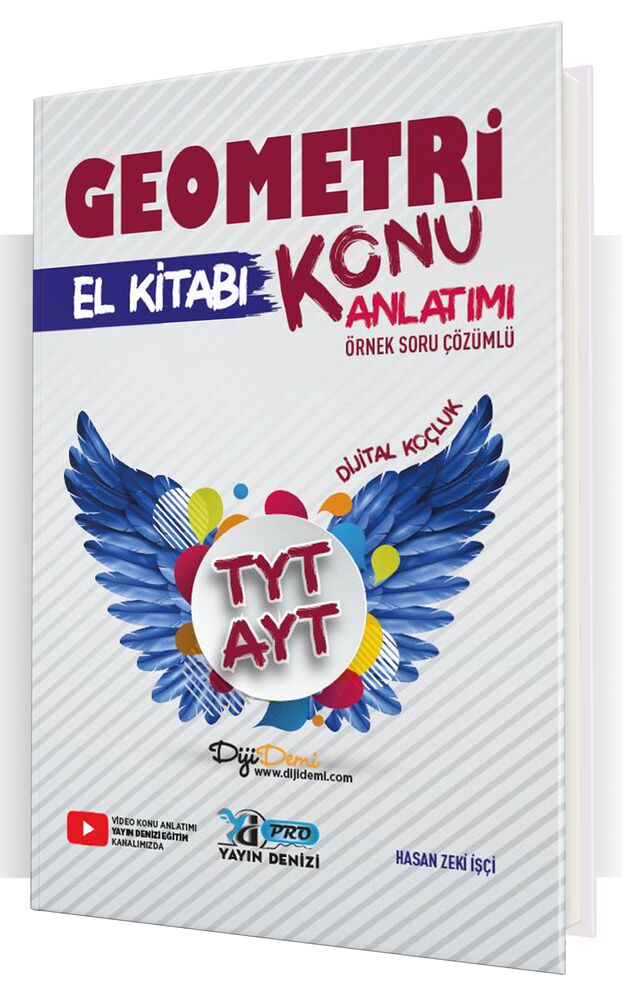 GEOMETRİ
EL KİTABI
KONU
ANLATIMI
ÖRNEK SORU ÇÖZÜMLÜ
DİJİTAL KOÇLUK
TYT
AYT
DijiDemi
www.dijidemi.com
VİDEO KONU ANLATIMI
YAYIN DENİZİ EĞİTİM
KANALIMIZDA
yd PRO
YAYIN DENİZİ
HASAN ZEKİ İŞÇİ